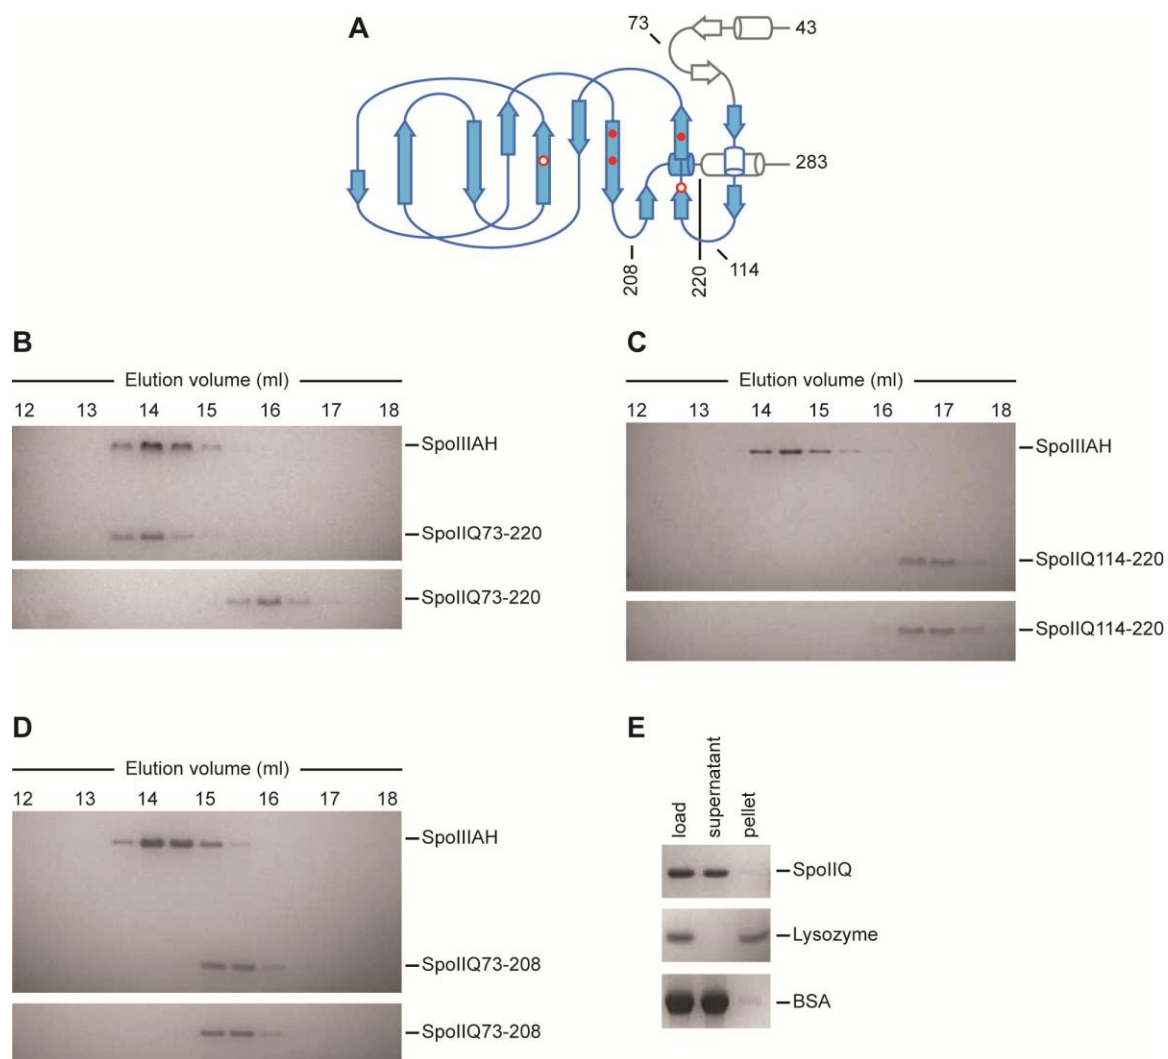 A
73
43
283
208
220
114
B
Elution volume (ml)
12 13 14 15 16 17 18
SpoIIIAH
SpoIIQ73-220
SpoIIQ73-220
C
Elution volume (ml)
12 13 14 15 16 17 18
SpoIIIAH
SpoIIQ114-220
SpoIIQ114-220
D
Elution volume (ml)
12 13 14 15 16 17 18
SpoIIIAH
SpoIIQ73-208
SpoIIQ73-208
E
load supernatant pellet
SpoIIQ
Lysozyme
BSA